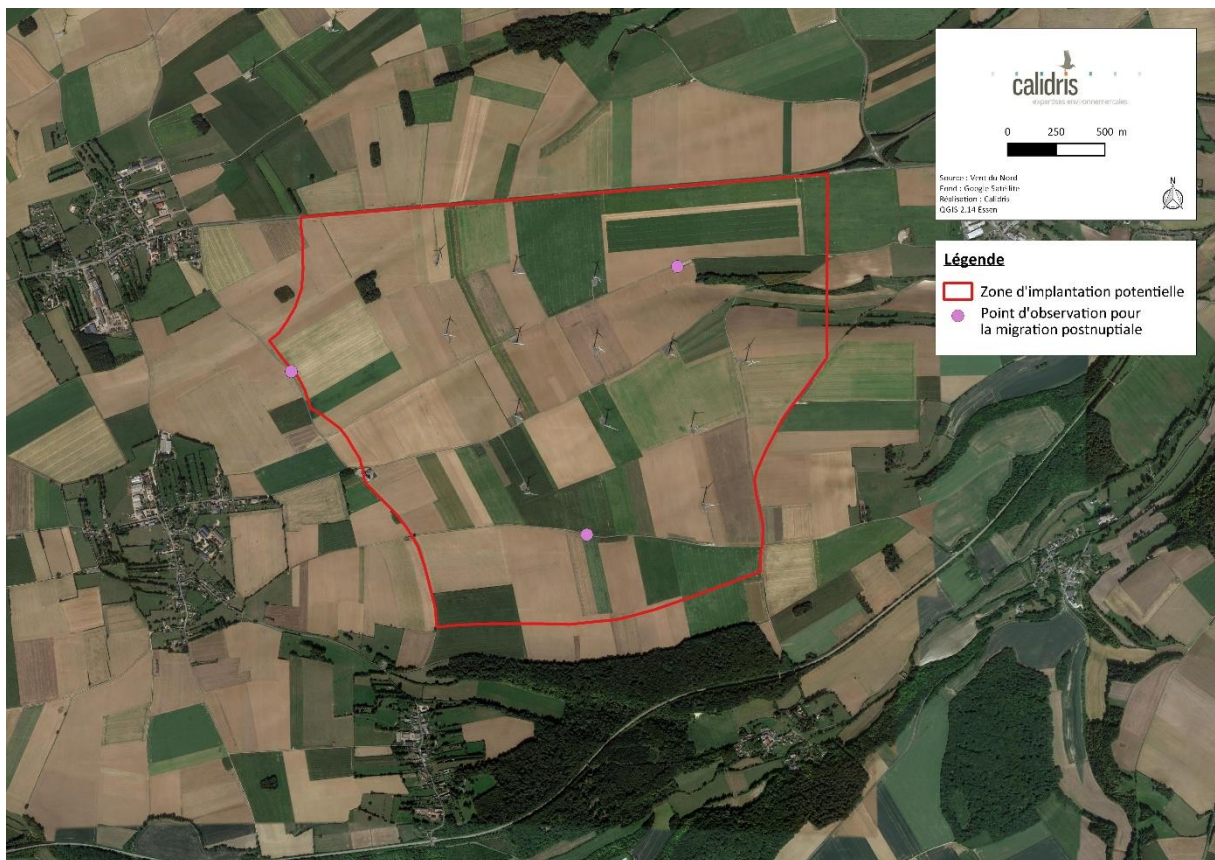 calidris
expertises environnementales
0 250 500 m
Source : Vent du Nord
Fond : Google Satellite
Réalisation : Calidris
QGIS 2.14 Essen
N
Légende
Zone d'implantation potentielle
Point d'observation pour
la migration postnuptiale